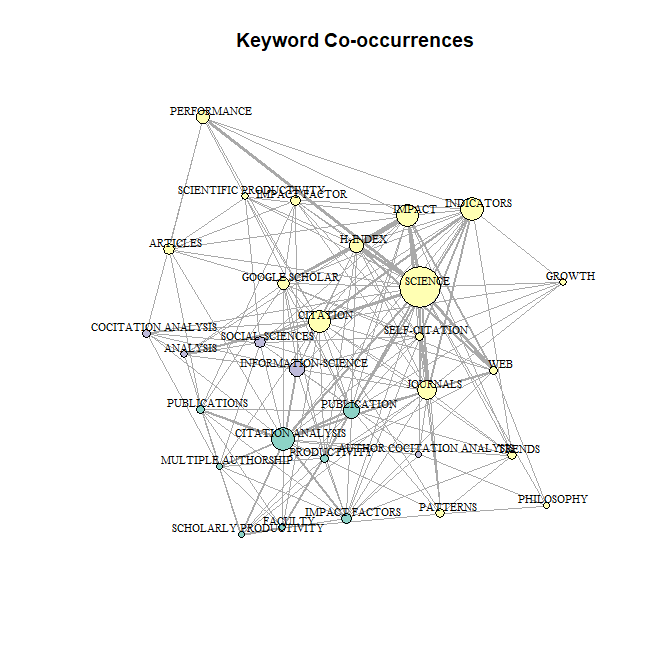 Keyword Co-occurrences
PERFORMANCE
SCIENTIFIC PRODUCTIVITY
IMPACT FACTOR
IMPACT
INDICATORS
H-INDEX
ARTICLES
GOOGLE SCHOLAR
SCIENCE
GROWTH
CITATION
COCITATION ANALYSIS
SELF-CITATION
SOCIAL SCIENCES
ANALYSIS
INFORMATION-SCIENCE
WEB
JOURNALS
PUBLICATIONS
PUBLICATION
CITATION ANALYSIS
AUTHOR COCITATION ANALYSIS
TRENDS
PRODUCTIVITY
MULTIPLE AUTHORSHIP
PHILOSOPHY
PATTERNS
IMPACT FACTORS
FACULTY
SCHOLARLY PRODUCTIVITY